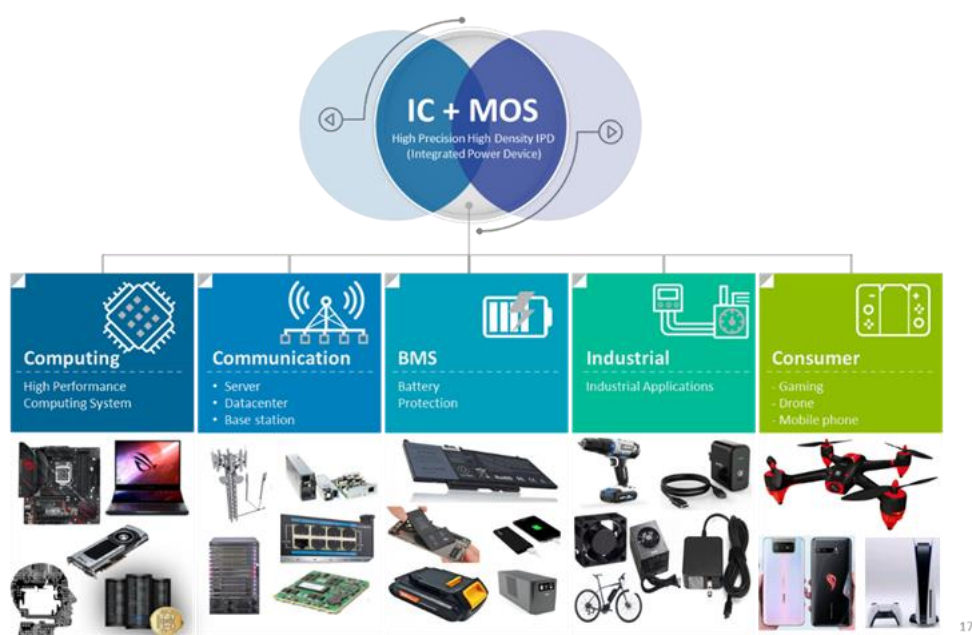 IC + MOS
High Precision High Density IPD
(Integrated Power Device)
Computing
High Performance
Computing System
Communication
• Server
• Datacenter
• Base station
BMS
Battery
Protection
Industrial
Industrial Applications
Consumer
- Gaming
- Drone
- Mobile phone
17